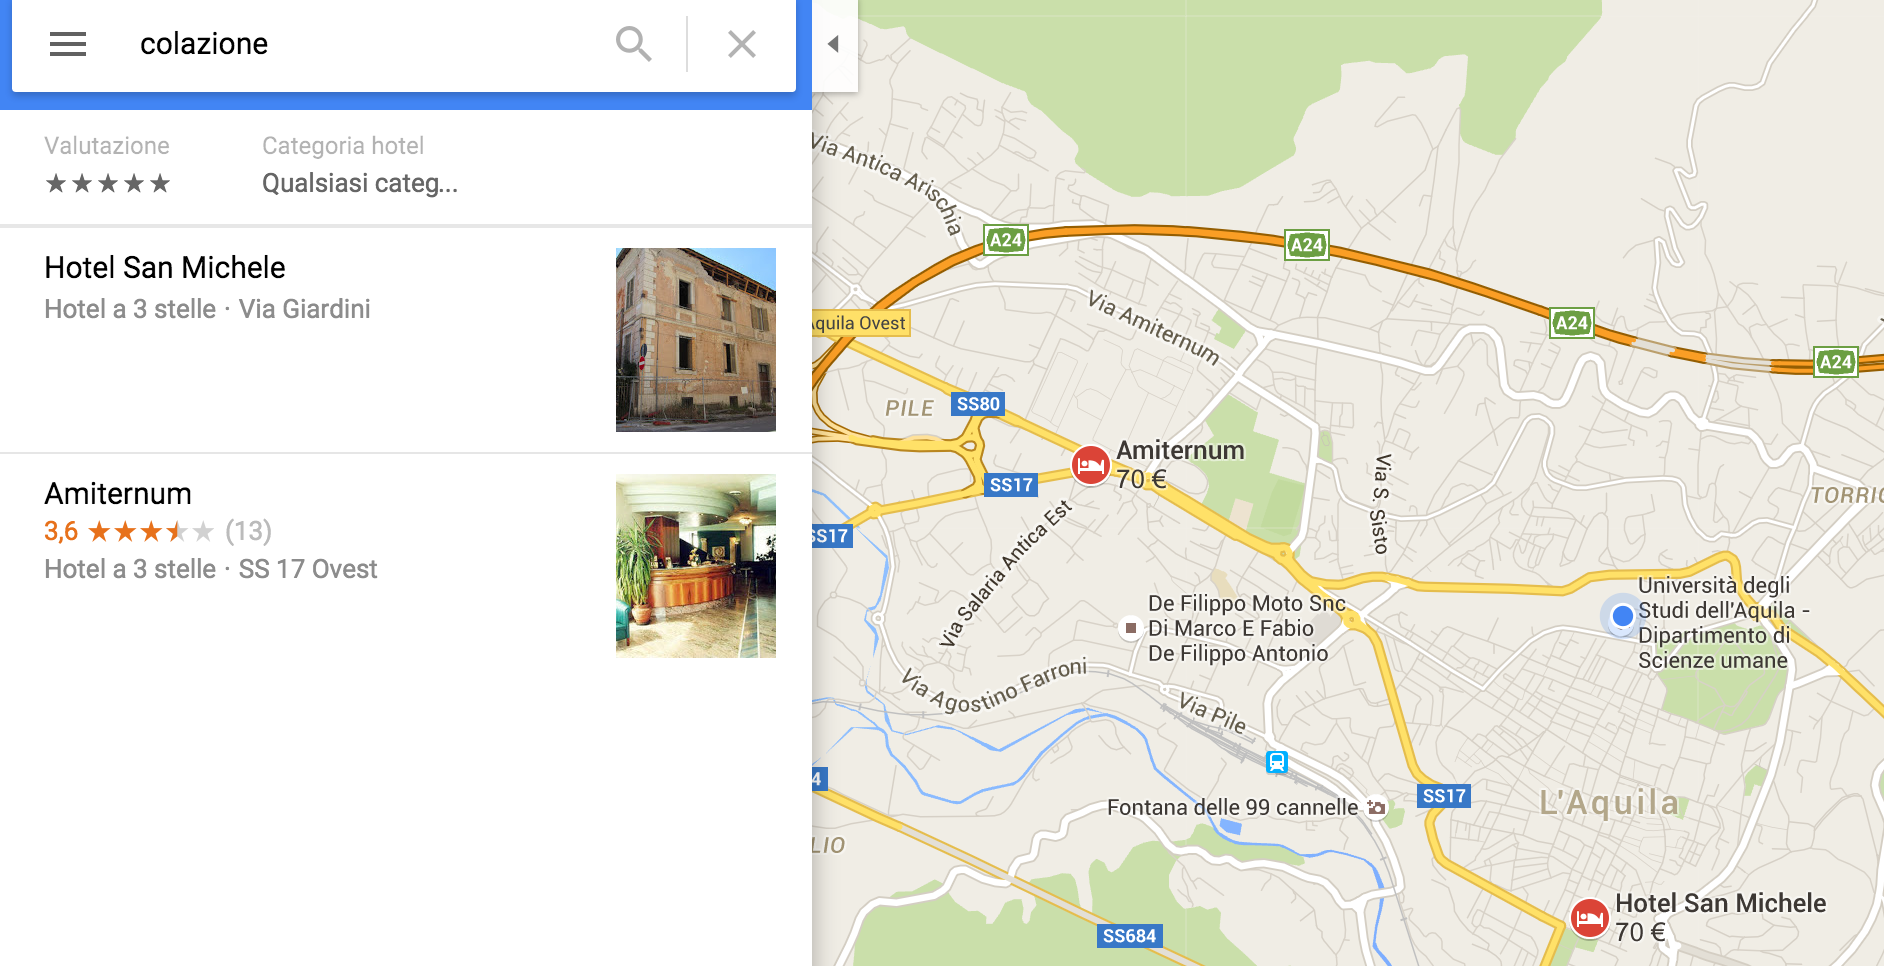 colazione
Valutazione
Categoria hotel
Qualsiasi categ...
Hotel San Michele
Hotel a 3 stelle · Via Giardini
Amiternum
3,6 ★★★★★ (13)
Hotel a 3 stelle · SS 17 Ovest
Via Antica Arischia
A24
A24
A24
A24
Via Amiternum
Aquila Ovest
PILE
SS80
Amiternum
70 €
SS17
SS17
Via S. Sisto
TORRIC
Via Salaria Antica Est
Università degli
Studi dell'Aquila -
Dipartimento di
Scienze umane
De Filippo Moto Snc
Di Marco E Fabio
De Filippo Antonio
Via Agostino Farroni
Via Pile
4
Fontana delle 99 cannelle
SS17
L'Aquila
LIO
Hotel San Michele
70 €
SS684